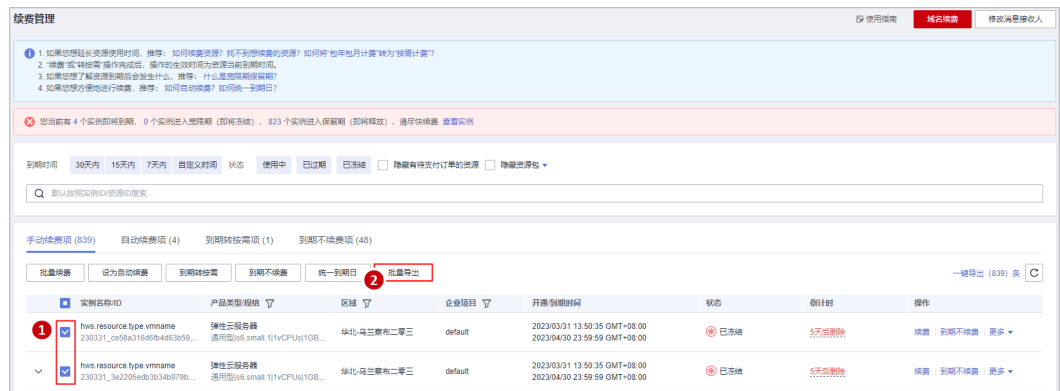 续费管理
使用指南 域名续费 修改消息接收人
1. 如果您想延长资源使用时间，推荐： 如何续费资源？找不到想续费的资源？如何将“包年包月计费”转为“按需计费”？
2. “续费”或“转按需”操作完成后，操作的生效时间为资源当前到期时间。
3. 如果您想了解资源到期后会发生什么，推荐： 什么是宽限期保留期？
4. 如果您想方便地进行续费，推荐： 如何自动续费？如何统一到期日？
您当前有 4 个实例即将到期， 0 个实例进入宽限期（即将冻结）， 823 个实例进入保留期（即将释放），请尽快续费 查看实例
到期时间 30天内 15天内 7天内 自定义时间 状态 使用中 已过期 已冻结 隐藏有待支付订单的资源 隐藏资源包
默认按照实例ID/资源ID搜索
手动续费项 (839) 自动续费项 (4) 到期转按需项 (1) 到期不续费项 (48)
批量续费 设为自动续费 到期转按需 到期不续费 统一到期日 2 批量导出 一键导出（839）条
实例名称/ID 产品类型/规格 区域 企业项目 开通/到期时间 状态 倒计时 操作
1 hws.resource.type.vmname 弹性云服务器 华北-乌兰察布二零三 default 2023/03/31 13:50:35 GMT+08:00 已冻结 5天后删除 续费 到期不续费 更多
230331_ce58a316d6fb4d63b59... 通用型|s6.small.1|1vCPUs|1GB... 2023/04/30 23:59:59 GMT+08:00
hws.resource.type.vmname 弹性云服务器 华北-乌兰察布二零三 default 2023/03/31 13:50:35 GMT+08:00 已冻结 5天后删除 续费 到期不续费 更多
230331_3e2205edb3b34b979b... 通用型|s6.small.1|1vCPUs|1GB... 2023/04/30 23:59:59 GMT+08:00